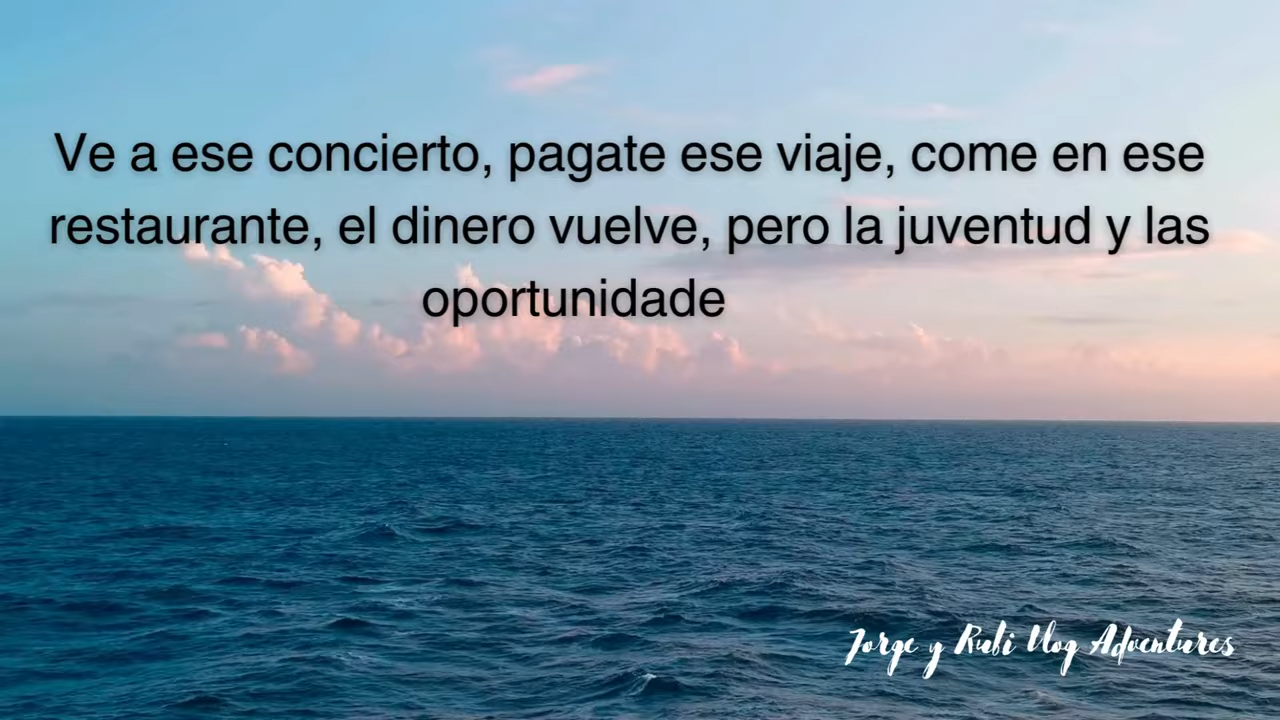 Ve a ese concierto, pagate ese viaje, come en ese
restaurante, el dinero vuelve, pero la juventud y las
oportunidade
Jorge y Rubi Vlog Adventures